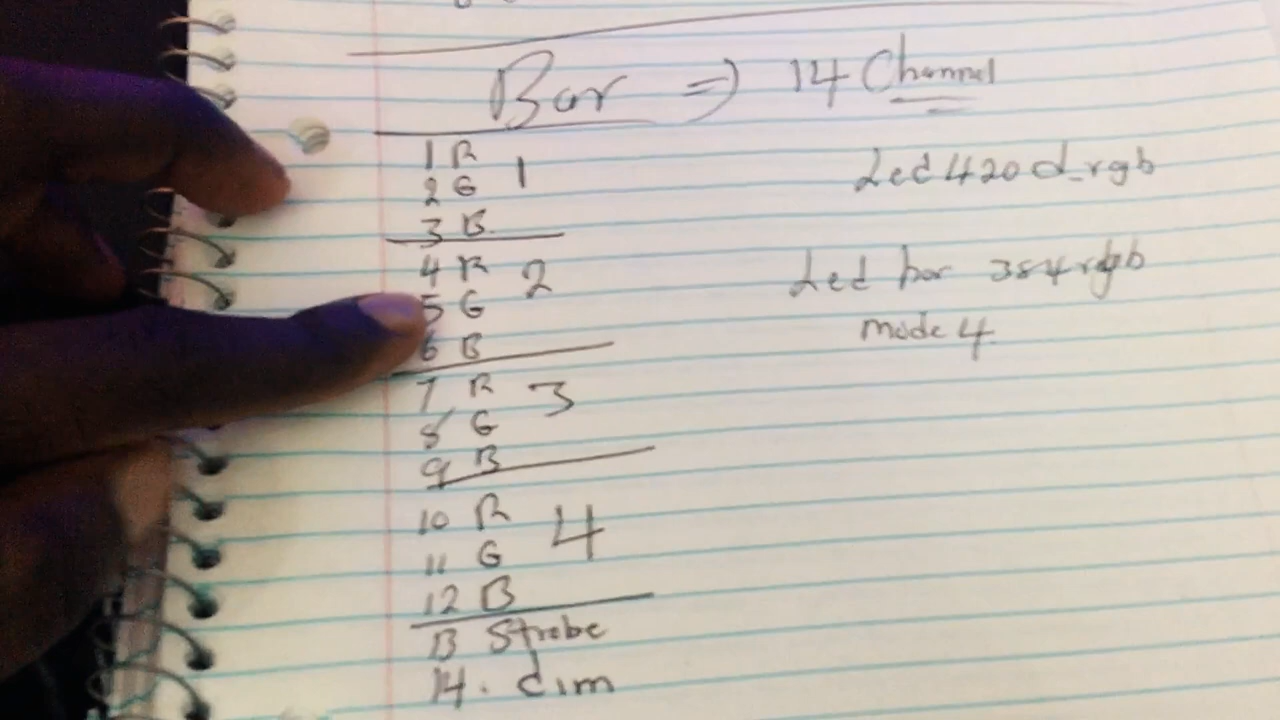 Bar => 14 Channel
1 R
2 G 1
3 B
Led 420 d_rgb
4 R 2
5 G
6 B
Led bar 384 rgb
mode 4.
7 R 3
8 G
9 B
10 R 4
11 G
12 B
13 Strobe
14. dim